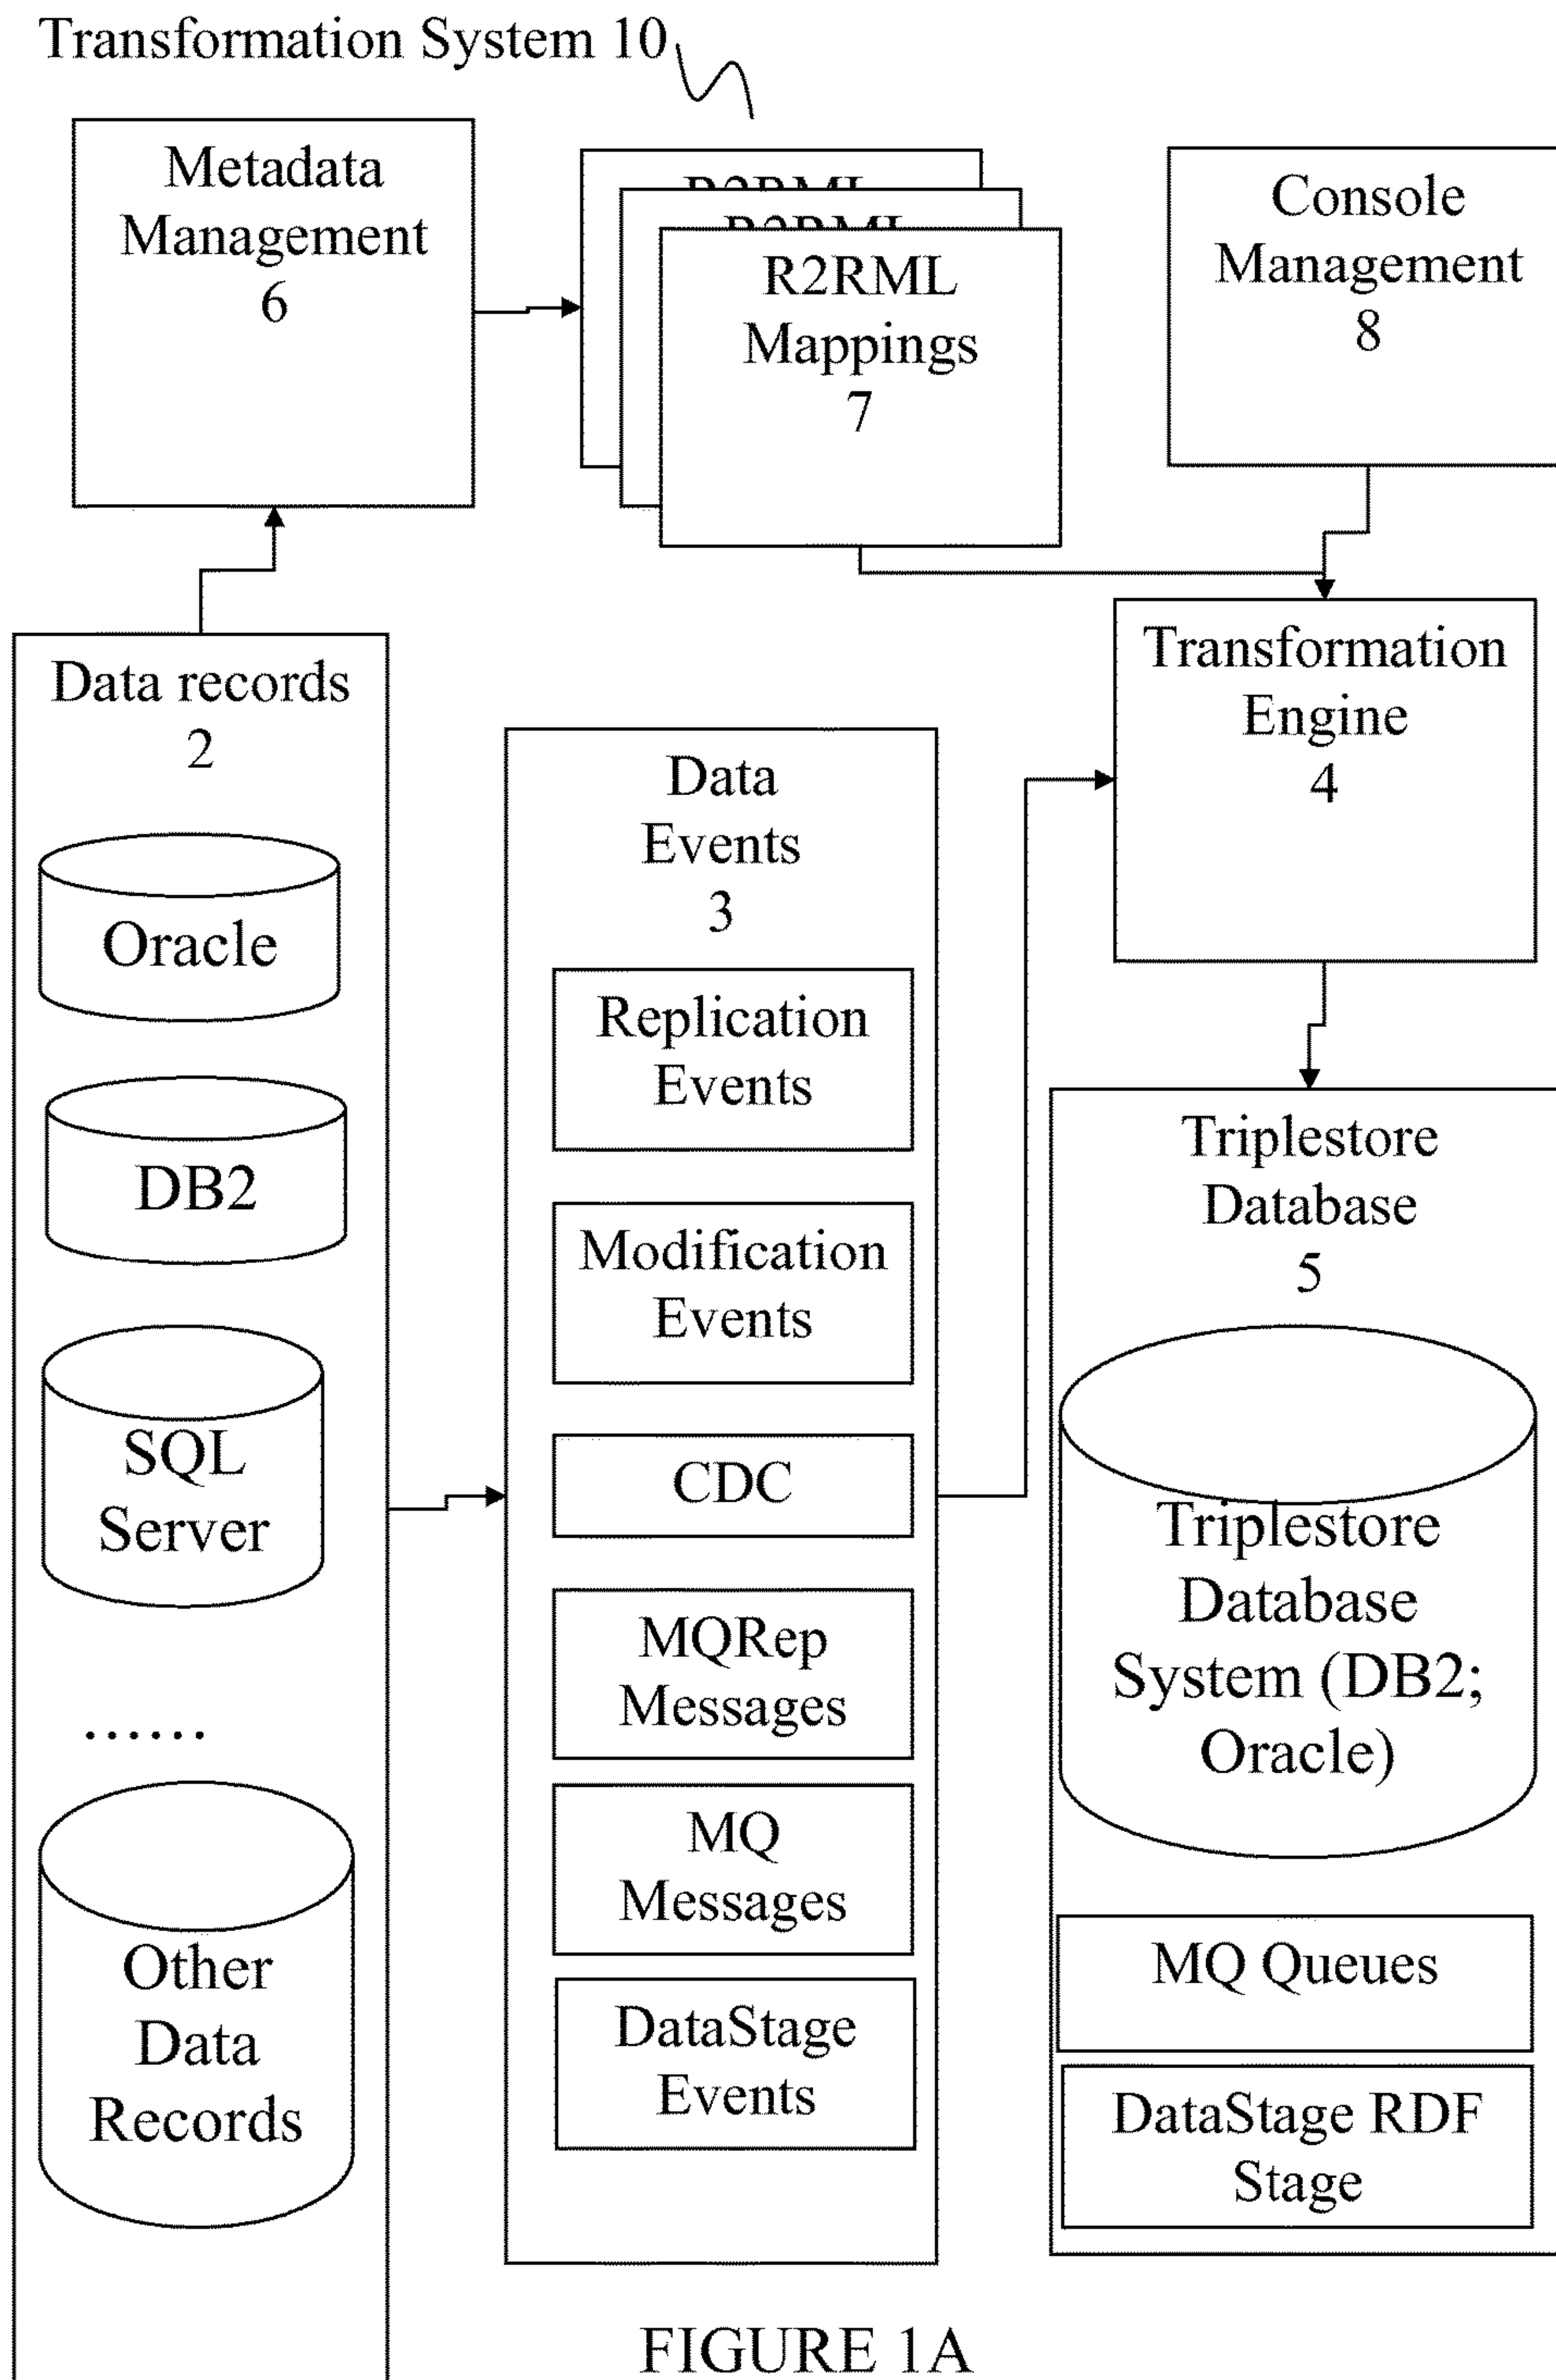 Transformation System 10
Metadata
Management
6
R2RML
R2RML
R2RML
Mappings
7
Console
Management
8
Data records
2
Oracle
DB2
SQL
Server
......
Other
Data
Records
Data
Events
3
Replication
Events
Modification
Events
CDC
MQRep
Messages
MQ
Messages
DataStage
Events
Transformation
Engine
4
Triplestore
Database
5
Triplestore
Database
System (DB2;
Oracle)
MQ Queues
DataStage RDF
Stage
FIGURE 1A